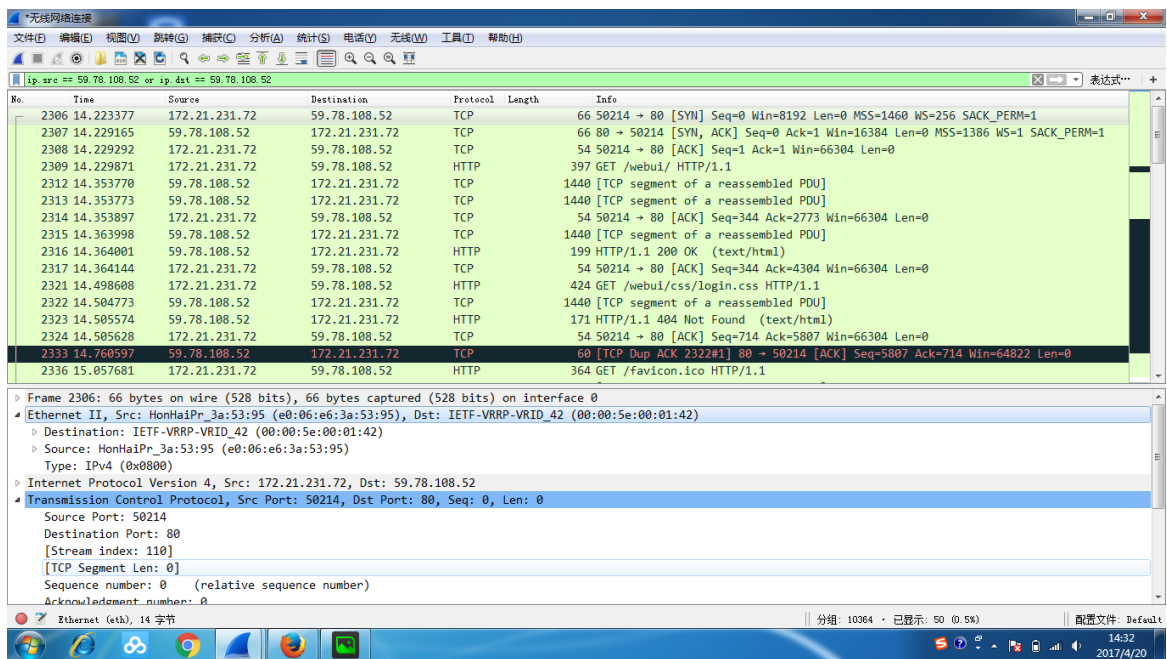 *无线网络连接
文件(F) 编辑(E) 视图(V) 跳转(G) 捕获(C) 分析(A) 统计(S) 电话(Y) 无线(W) 工具(T) 帮助(H)
ip.src == 59.78.108.52 or ip.dst == 59.78.108.52 表达式…
No. Time Source Destination Protocol Length Info
2306 14.223377 172.21.231.72 59.78.108.52 TCP 66 50214 → 80 [SYN] Seq=0 Win=8192 Len=0 MSS=1460 WS=256 SACK_PERM=1
2307 14.229165 59.78.108.52 172.21.231.72 TCP 66 80 → 50214 [SYN, ACK] Seq=0 Ack=1 Win=16384 Len=0 MSS=1386 WS=1 SACK_PERM=1
2308 14.229292 172.21.231.72 59.78.108.52 TCP 54 50214 → 80 [ACK] Seq=1 Ack=1 Win=66304 Len=0
2309 14.229871 172.21.231.72 59.78.108.52 HTTP 397 GET /webui/ HTTP/1.1
2312 14.353770 59.78.108.52 172.21.231.72 TCP 1440 [TCP segment of a reassembled PDU]
2313 14.353773 59.78.108.52 172.21.231.72 TCP 1440 [TCP segment of a reassembled PDU]
2314 14.353897 172.21.231.72 59.78.108.52 TCP 54 50214 → 80 [ACK] Seq=344 Ack=2773 Win=66304 Len=0
2315 14.363998 59.78.108.52 172.21.231.72 TCP 1440 [TCP segment of a reassembled PDU]
2316 14.364001 59.78.108.52 172.21.231.72 HTTP 199 HTTP/1.1 200 OK (text/html)
2317 14.364144 172.21.231.72 59.78.108.52 TCP 54 50214 → 80 [ACK] Seq=344 Ack=4304 Win=66304 Len=0
2321 14.498608 172.21.231.72 59.78.108.52 HTTP 424 GET /webui/css/login.css HTTP/1.1
2322 14.504773 59.78.108.52 172.21.231.72 TCP 1440 [TCP segment of a reassembled PDU]
2323 14.505574 59.78.108.52 172.21.231.72 HTTP 171 HTTP/1.1 404 Not Found (text/html)
2324 14.505628 172.21.231.72 59.78.108.52 TCP 54 50214 → 80 [ACK] Seq=714 Ack=5807 Win=66304 Len=0
2333 14.760597 59.78.108.52 172.21.231.72 TCP 60 [TCP Dup ACK 2322#1] 80 → 50214 [ACK] Seq=5807 Ack=714 Win=64822 Len=0
2336 15.057681 172.21.231.72 59.78.108.52 HTTP 364 GET /favicon.ico HTTP/1.1
Frame 2306: 66 bytes on wire (528 bits), 66 bytes captured (528 bits) on interface 0
Ethernet II, Src: HonHaiPr_3a:53:95 (e0:06:e6:3a:53:95), Dst: IETF-VRRP-VRID_42 (00:00:5e:00:01:42)
Destination: IETF-VRRP-VRID_42 (00:00:5e:00:01:42)
Source: HonHaiPr_3a:53:95 (e0:06:e6:3a:53:95)
Type: IPv4 (0x0800)
Internet Protocol Version 4, Src: 172.21.231.72, Dst: 59.78.108.52
Transmission Control Protocol, Src Port: 50214, Dst Port: 80, Seq: 0, Len: 0
Source Port: 50214
Destination Port: 80
[Stream index: 110]
[TCP Segment Len: 0]
Sequence number: 0 (relative sequence number)
Acknowledgment number: 0
Ethernet (eth), 14 字节 分组: 10364 · 已显示: 50 (0.5%) 配置文件: Default
14:32
2017/4/20